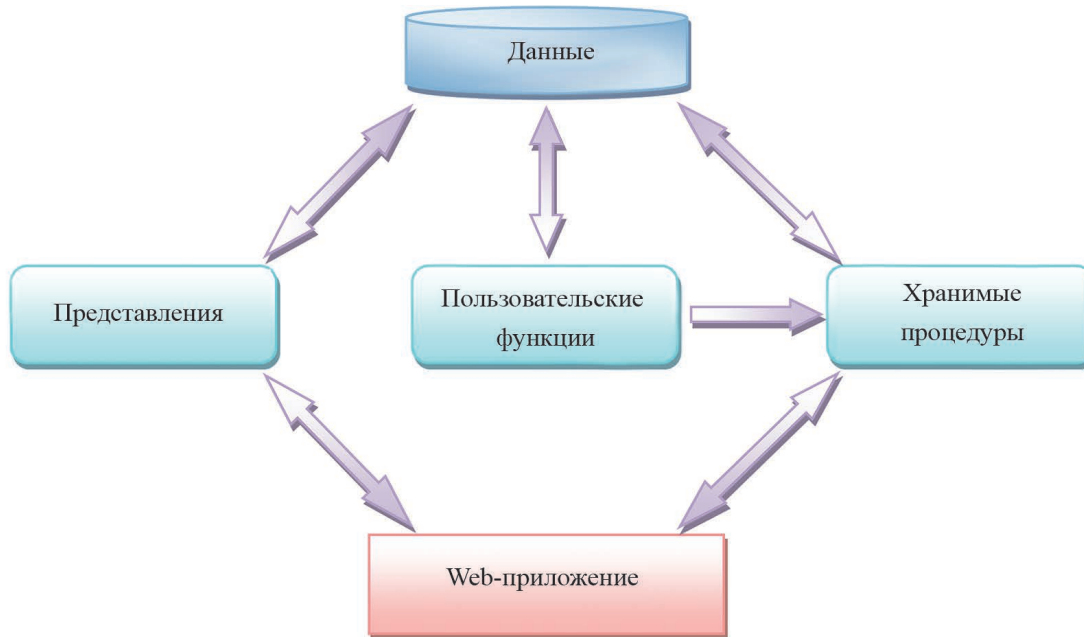 Данные
Представления
Пользовательские
функции
Хранимые
процедуры
Web-приложение